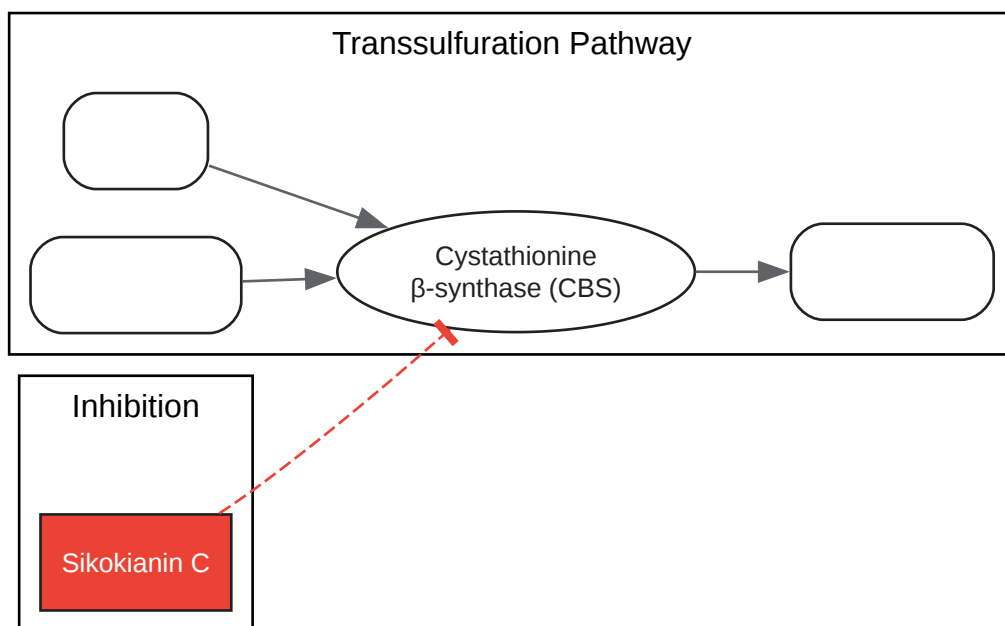 Transsulfuration Pathway
Cystathionine
β-synthase (CBS)
Inhibition
Sikokianin C